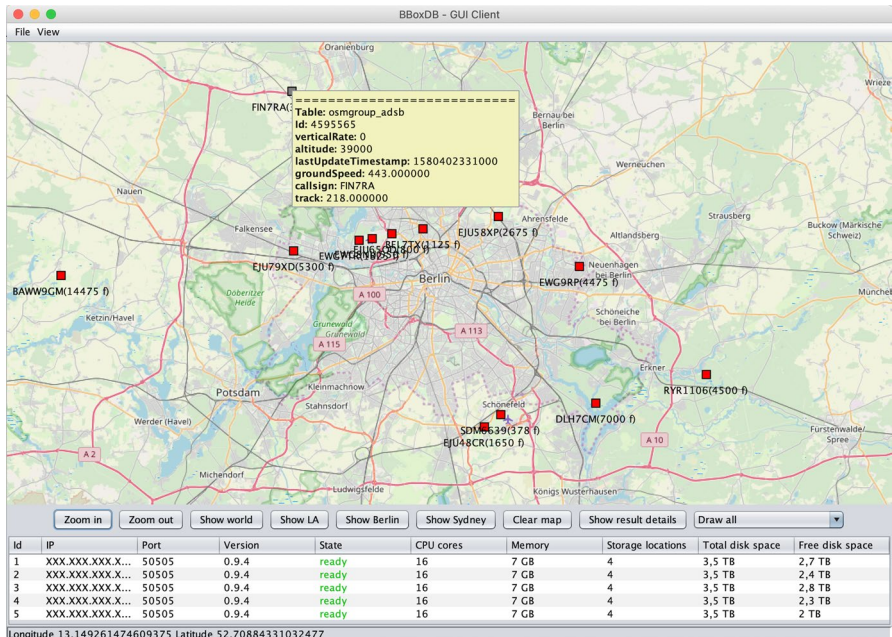 BBoxDB - GUI Client
File View
Oranienburg
Wrieze
FIN7RA(3
==============================
Table: osmgroup_adsb
Id: 4595565
verticalRate: 0
altitude: 39000
lastUpdateTimestamp: 1580402331000
groundSpeed: 443.000000
callsign: FIN7RA
track: 218.000000
Bernau bei
Berlin
Werneuchen
Nauen
Strausberg
Falkensee
Ahrensfelde
Altlandsberg
Buckow (Märkische
Schweiz)
EJU58XP(2675 f)
(1125 f)
EJU79XD(5300 f)
Neuenhagen
bei Berlin
Berlin
EWG9RP(4475 f)
BAWW9GM(14475 f)
Müncheb
Döberitzer
Heide
A 100
Ketzin/Havel
Schöneiche
bei Berlin
Grunewald
Grunewald
A 113
A 115
Erkner
RYR1106(4500 f)
Potsdam
Kleinmachnow
Stahnsdorf
Schönefeld
DLH7CM(7000 f)
Werder (Havel)
SDM6639(378 f)
EJU48CR(1650 f)
Fürstenwalde/
Spree
A 10
A 2
Michendorf
Ludwigsfelde
Königs Wusterhausen
Zoom in Zoom out Show world Show LA Show Berlin Show Sydney Clear map Show result details Draw all
Id IP Port Version State CPU cores Memory Storage locations Total disk space Free disk space
1 XXX.XXX.XXX.X... 50505 0.9.4 ready 16 7 GB 4 3,5 TB 2,7 TB
2 XXX.XXX.XXX.X... 50505 0.9.4 ready 16 7 GB 4 3,5 TB 2,4 TB
3 XXX.XXX.XXX.X... 50505 0.9.4 ready 16 7 GB 4 3,5 TB 2,8 TB
4 XXX.XXX.XXX.X... 50505 0.9.4 ready 16 7 GB 4 3,5 TB 2,3 TB
5 XXX.XXX.XXX.X... 50505 0.9.4 ready 16 7 GB 4 3,5 TB 2 TB
Longitude 13.149261474609375 Latitude 52.70884331032477